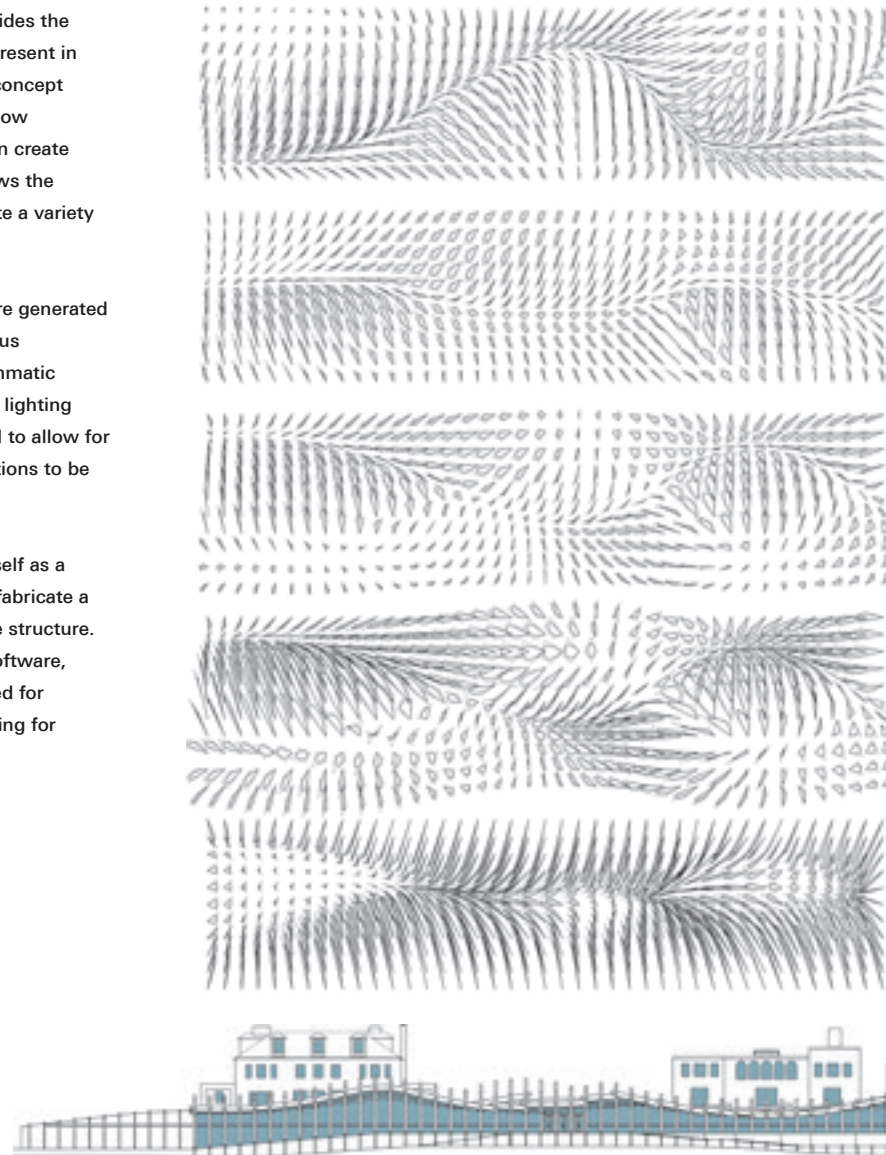 ides the
resent in
concept
ow
n create
ws the
te a variety
re generated
us
nmatic
lighting
l to allow for
tions to be
self as a
fabricate a
e structure.
oftware,
ed for
ing for